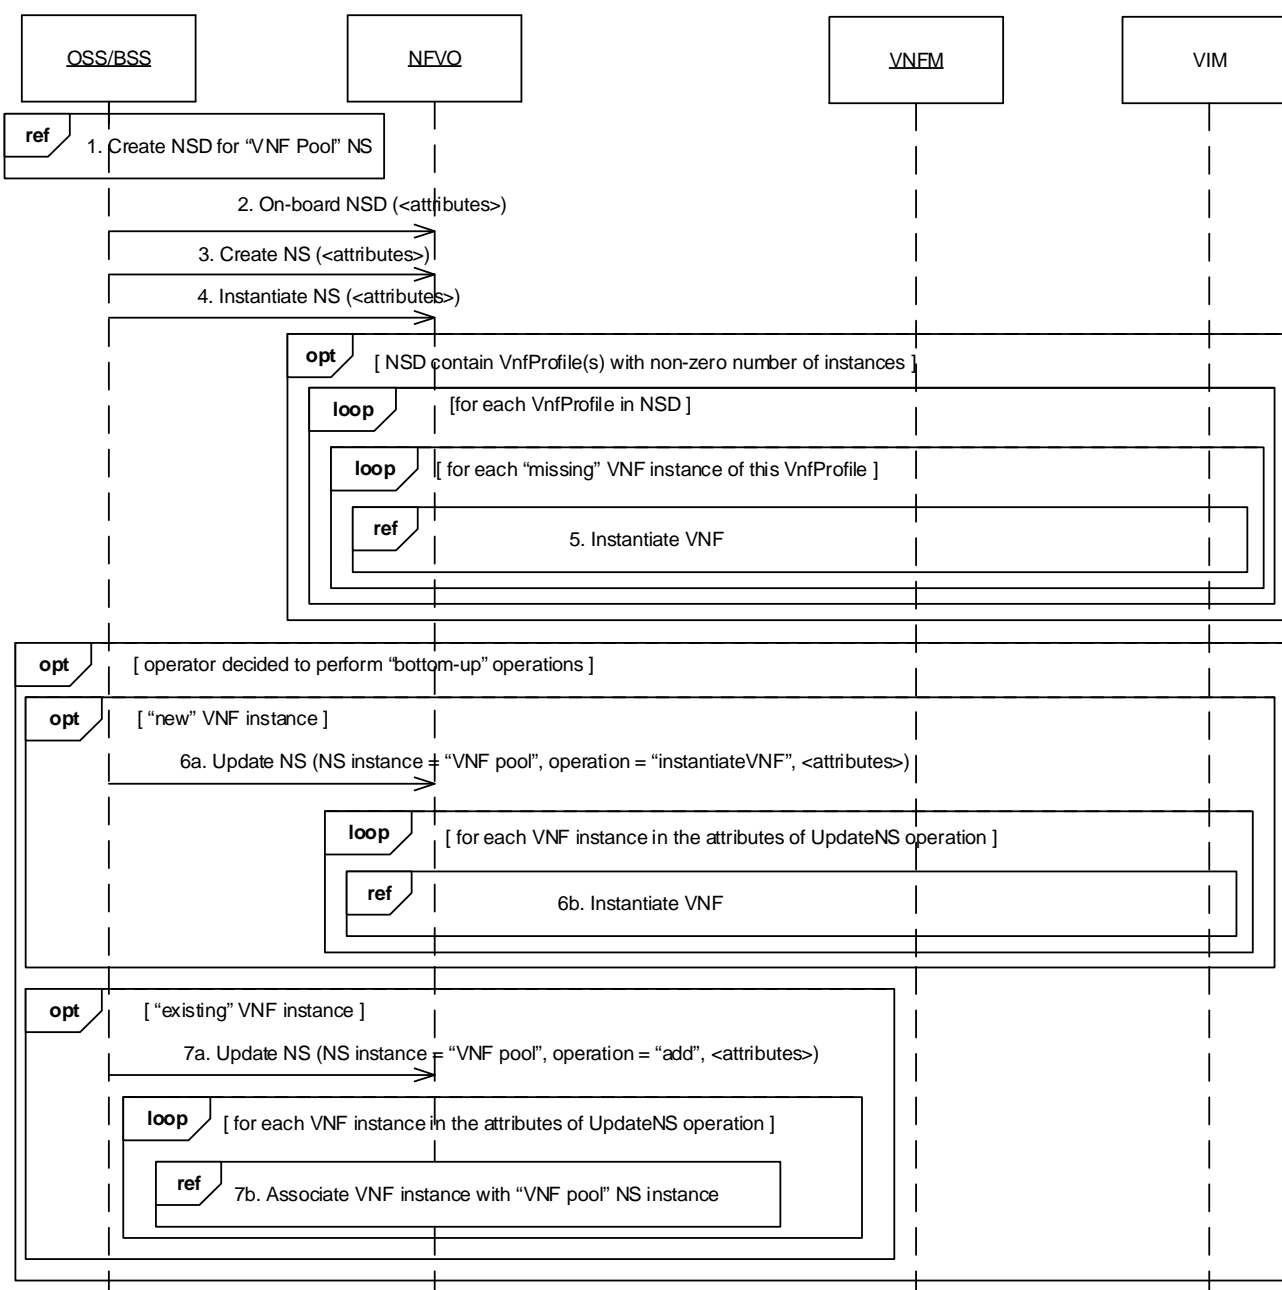 OSS/BSS
NFVO
VNFM
VIM
ref
1. Create NSD for “VNF Pool” NS
2. On-board NSD (<attributes>)
3. Create NS (<attributes>)
4. Instantiate NS (<attributes>)
opt
[ NSD contain VnfProfile(s) with non-zero number of instances ]
loop
[for each VnfProfile in NSD ]
loop
[ for each “missing” VNF instance of this VnfProfile ]
ref
5. Instantiate VNF
opt
[ operator decided to perform “bottom-up” operations ]
opt
[ “new” VNF instance ]
6a. Update NS (NS instance = “VNF pool”, operation = “instantiateVNF”, <attributes>)
loop
[ for each VNF instance in the attributes of UpdateNS operation ]
ref
6b. Instantiate VNF
opt
[ “existing” VNF instance ]
7a. Update NS (NS instance = “VNF pool”, operation = “add”, <attributes>)
loop
[ for each VNF instance in the attributes of UpdateNS operation ]
ref
7b. Associate VNF instance with “VNF pool” NS instance